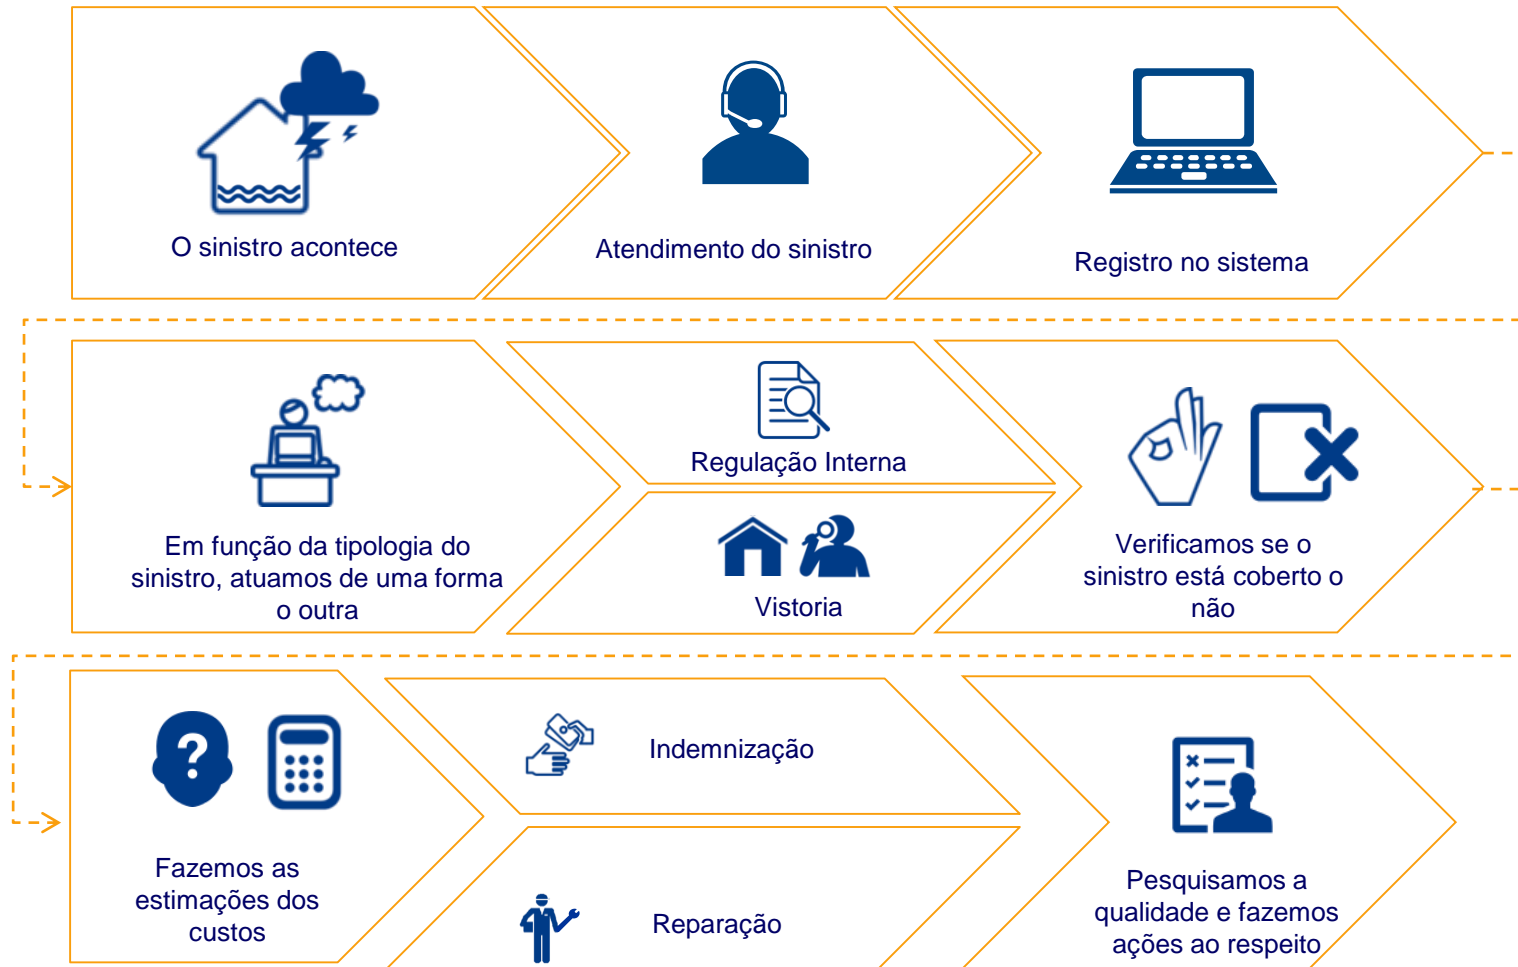 O sinistro acontece
Atendimento do sinistro
Registro no sistema
Em função da tipologia do
sinistro, atuamos de uma forma
o outra
Regulação Interna
Vistoria
Verificamos se o
sinistro está coberto o
não
?
Fazemos as
estimações dos
custos
Indemnização
Reparação
Pesquisamos a
qualidade e fazemos
ações ao respeito